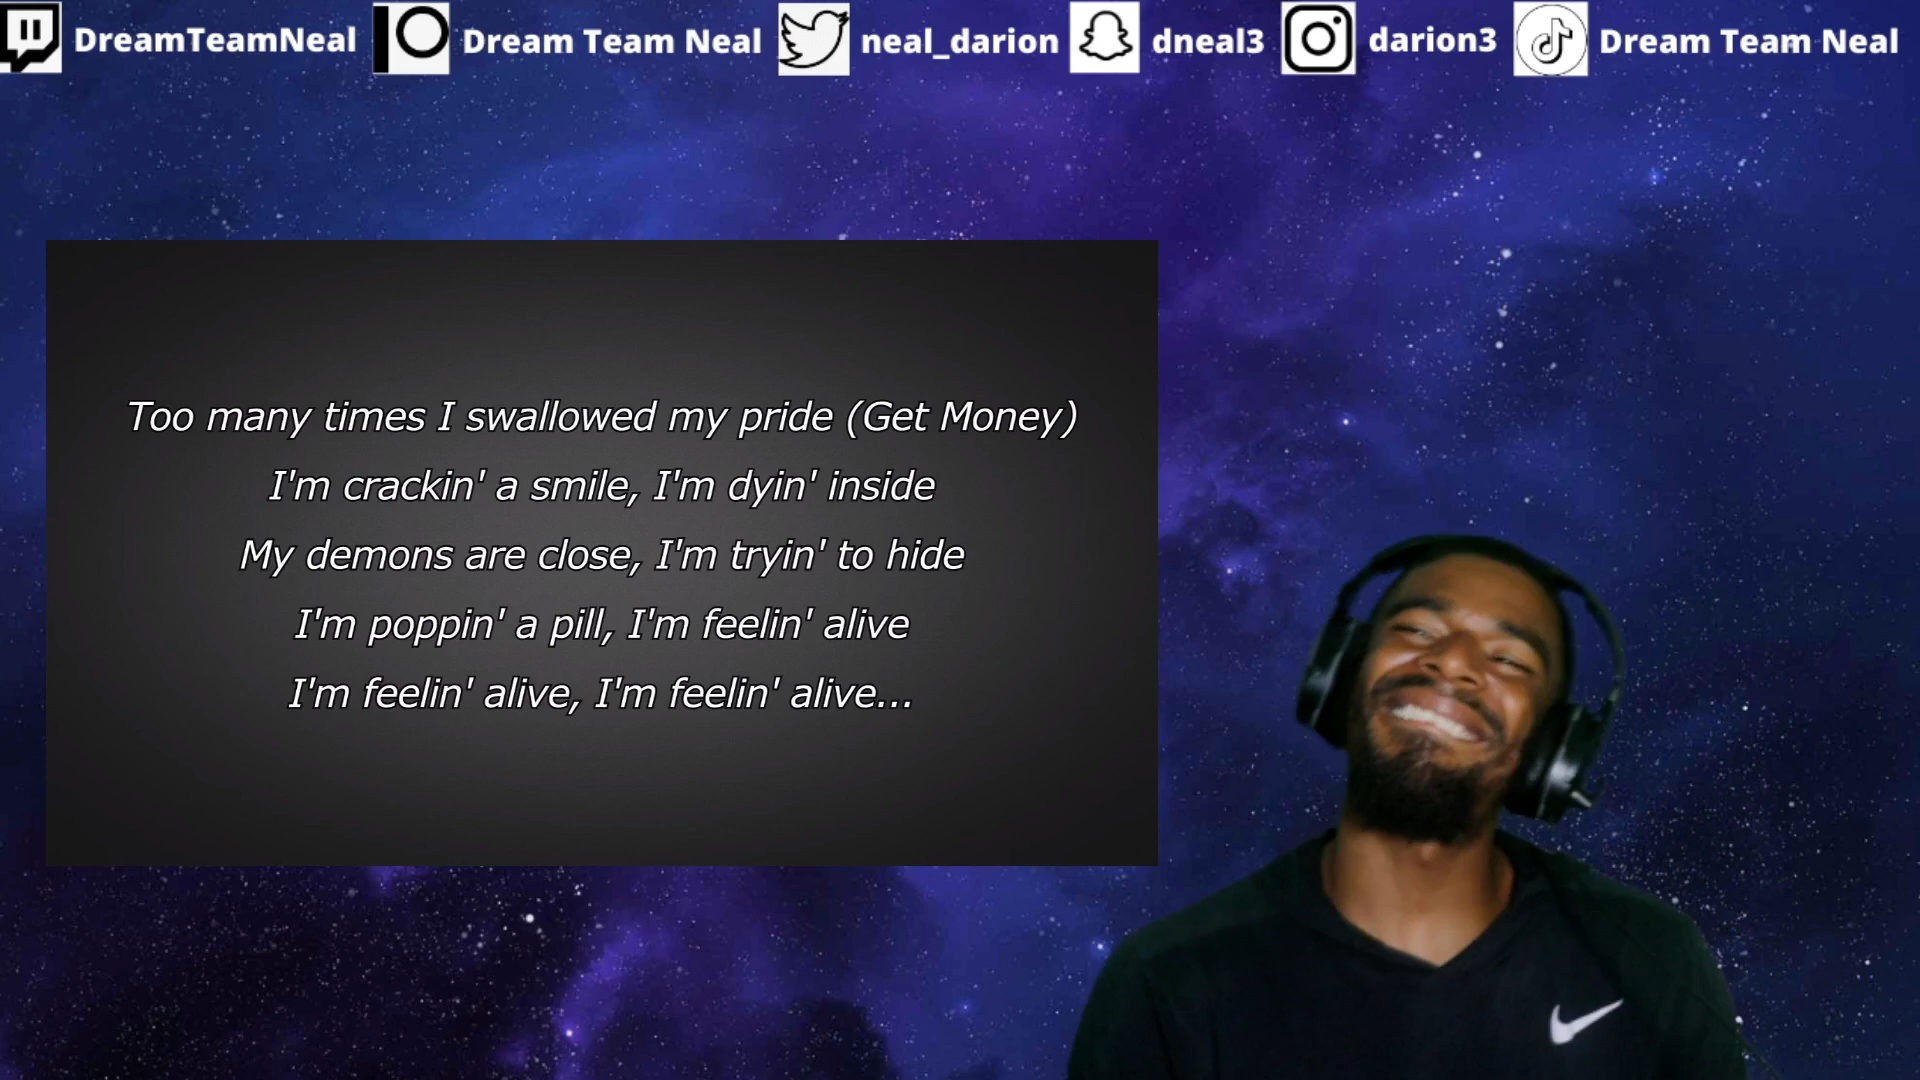 DreamTeamNeal Dream Team Neal neal_darion dneal3 darion3 Dream Team Neal
Too many times I swallowed my pride (Get Money)
I'm crackin' a smile, I'm dyin' inside
My demons are close, I'm tryin' to hide
I'm poppin' a pill, I'm feelin' alive
I'm feelin' alive, I'm feelin' alive...